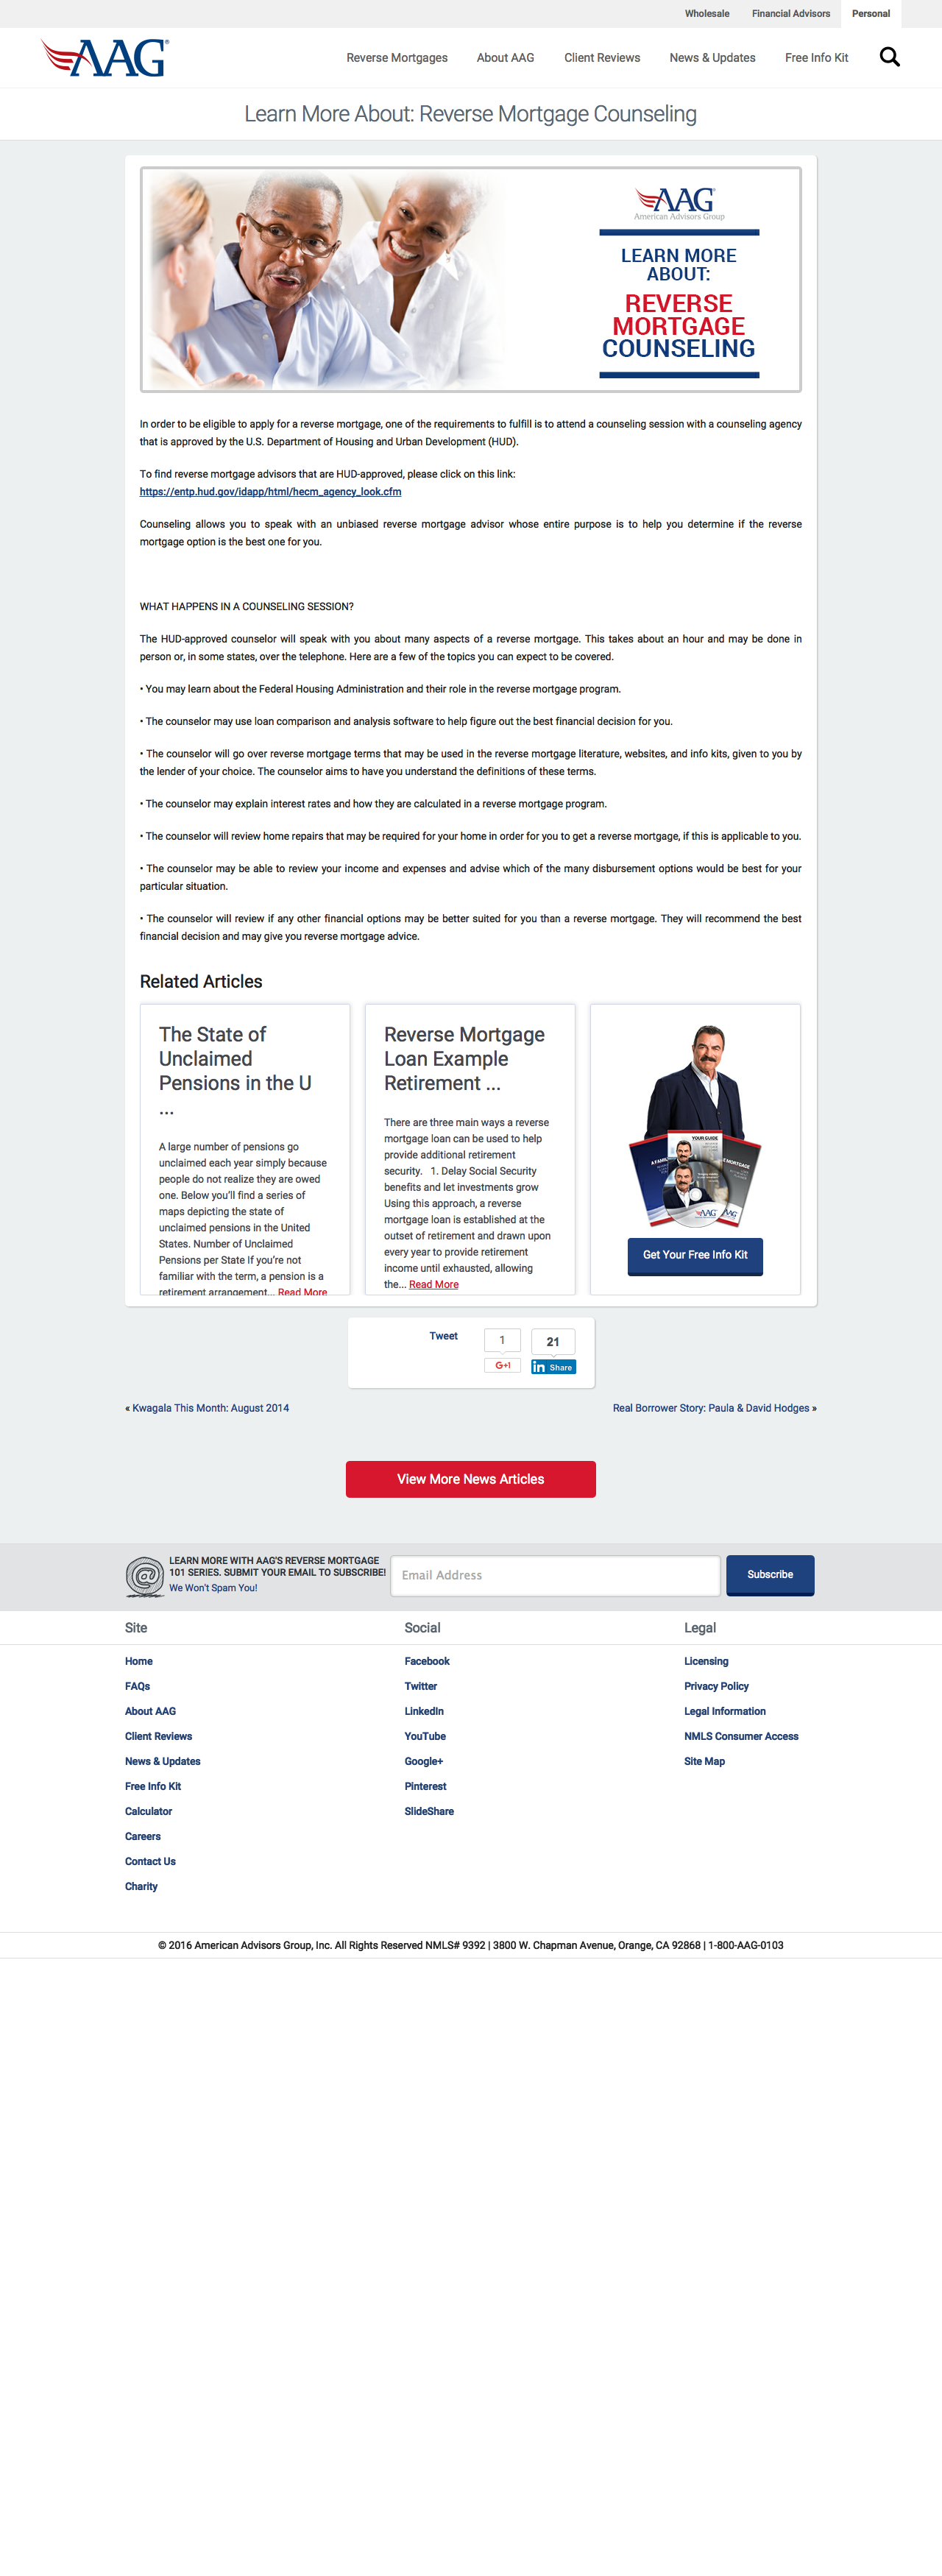 Wholesale Financial Advisors Personal
AAG®
Reverse Mortgages About AAG Client Reviews News & Updates Free Info Kit
Learn More About: Reverse Mortgage Counseling
AAG
American Advisors Group
LEARN MORE
ABOUT:
REVERSE
MORTGAGE
COUNSELING
In order to be eligible to apply for a reverse mortgage, one of the requirements to fulfill is to attend a counseling session with a counseling agency
that is approved by the U.S. Department of Housing and Urban Development (HUD).
To find reverse mortgage advisors that are HUD-approved, please click on this link:
https://entp.hud.gov/idapp/html/hecm_agency_look.cfm
Counseling allows you to speak with an unbiased reverse mortgage advisor whose entire purpose is to help you determine if the reverse
mortgage option is the best one for you.
WHAT HAPPENS IN A COUNSELING SESSION?
The HUD-approved counselor will speak with you about many aspects of a reverse mortgage. This takes about an hour and may be done in
person or, in some states, over the telephone. Here are a few of the topics you can expect to be covered.
• You may learn about the Federal Housing Administration and their role in the reverse mortgage program.
• The counselor may use loan comparison and analysis software to help figure out the best financial decision for you.
• The counselor will go over reverse mortgage terms that may be used in the reverse mortgage literature, websites, and info kits, given to you by
the lender of your choice. The counselor aims to have you understand the definitions of these terms.
• The counselor may explain interest rates and how they are calculated in a reverse mortgage program.
• The counselor will review home repairs that may be required for your home in order for you to get a reverse mortgage, if this is applicable to you.
• The counselor may be able to review your income and expenses and advise which of the many disbursement options would be best for your
particular situation.
• The counselor will review if any other financial options may be better suited for you than a reverse mortgage. They will recommend the best
financial decision and may give you reverse mortgage advice.
Related Articles
The State of
Unclaimed
Pensions in the U
...
A large number of pensions go
unclaimed each year simply because
people do not realize they are owed
one. Below you'll find a series of
maps depicting the state of
unclaimed pensions in the United
States. Number of Unclaimed
Pensions per State If you're not
familiar with the term, a pension is a
retirement arrangement... Read More
Reverse Mortgage
Loan Example
Retirement ...
There are three main ways a reverse
mortgage loan can be used to help
provide additional retirement
security. 1. Delay Social Security
benefits and let investments grow
Using this approach, a reverse
mortgage loan is established at the
outset of retirement and drawn upon
every year to provide retirement
income until exhausted, allowing
the... Read More
YOUR GUIDE
AAG
AAG
Get Your Free Info Kit
Tweet
1
G+1
21
in Share
« Kwagala This Month: August 2014
Real Borrower Story: Paula & David Hodges »
View More News Articles
@
LEARN MORE WITH AAG'S REVERSE MORTGAGE
101 SERIES. SUBMIT YOUR EMAIL TO SUBSCRIBE!
We Won't Spam You!
Email Address
Subscribe
Site
Home
FAQs
About AAG
Client Reviews
News & Updates
Free Info Kit
Calculator
Careers
Contact Us
Charity
Social
Facebook
Twitter
LinkedIn
YouTube
Google+
Pinterest
SlideShare
Legal
Licensing
Privacy Policy
Legal Information
NMLS Consumer Access
Site Map
© 2016 American Advisors Group, Inc. All Rights Reserved NMLS# 9392 | 3800 W. Chapman Avenue, Orange, CA 92868 | 1-800-AAG-0103